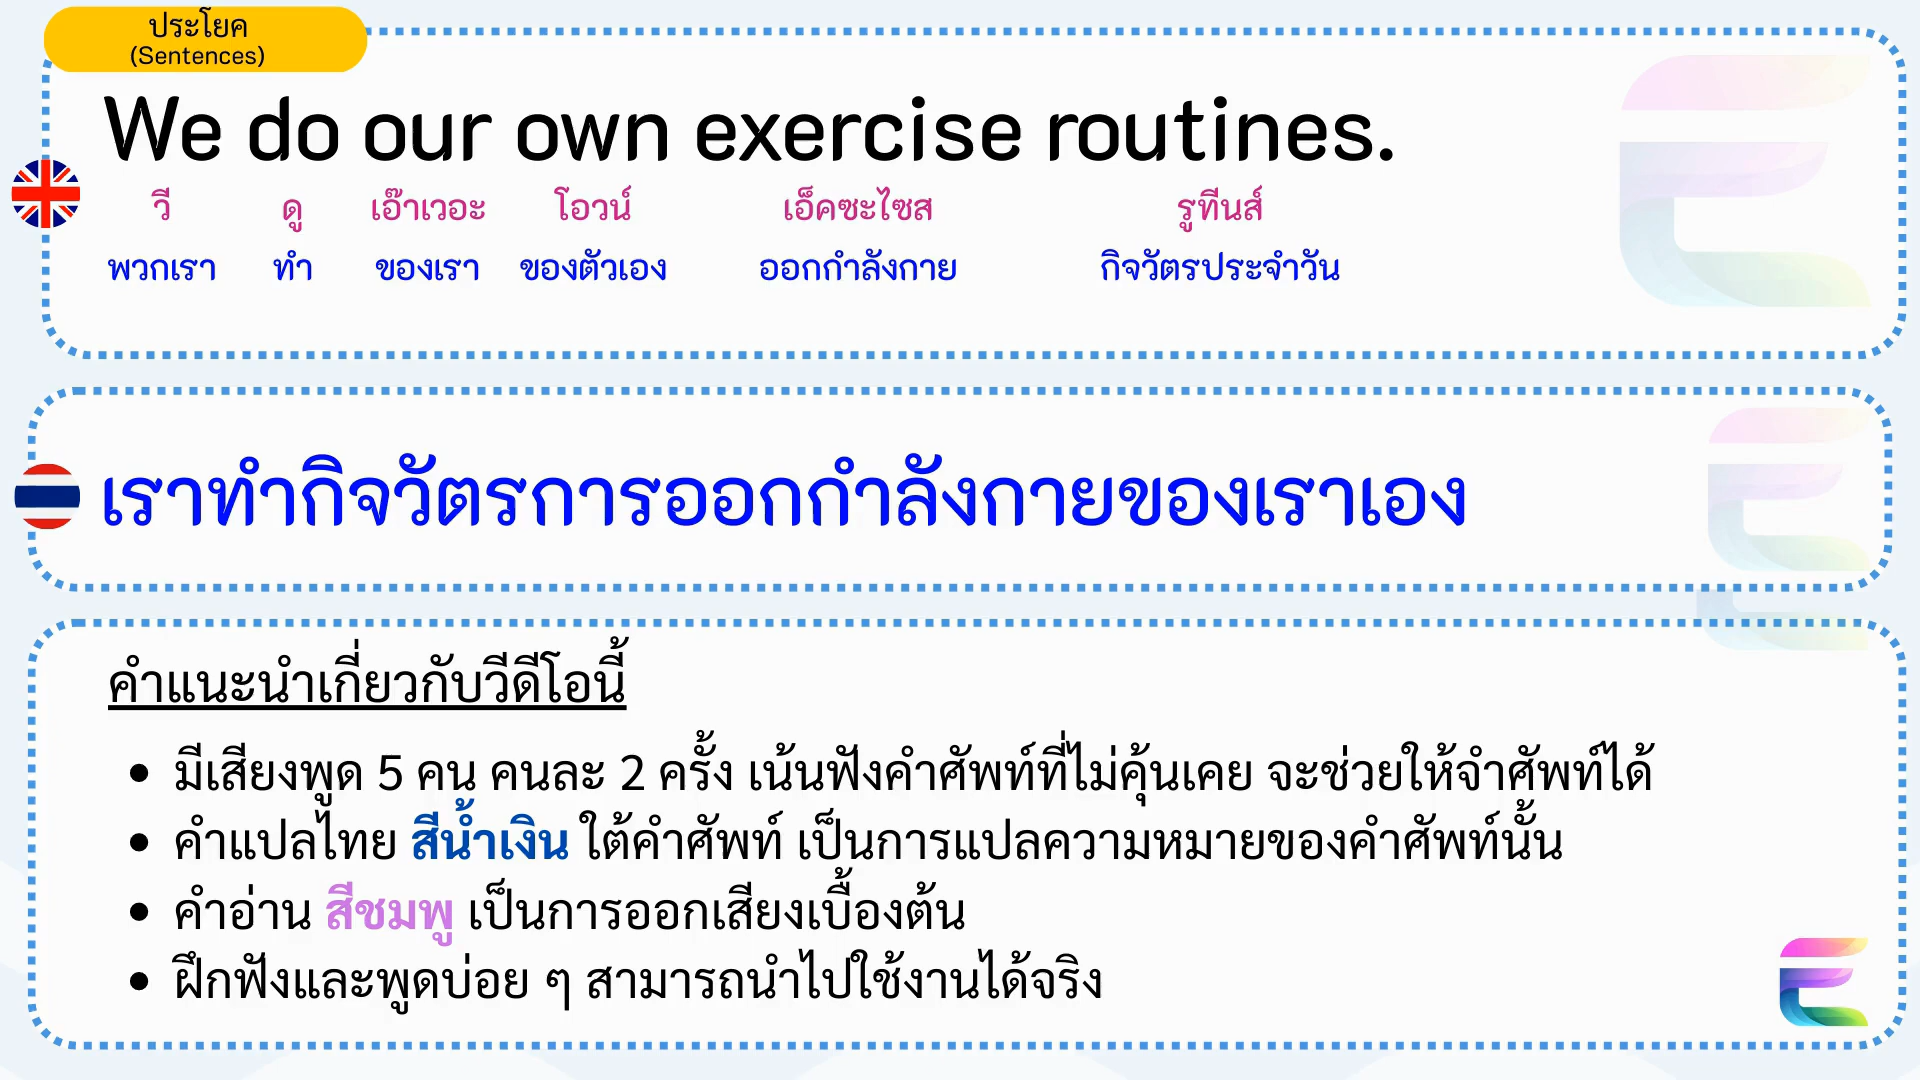 ประโยค
(Sentences)
We do our own exercise routines.
วี ดู เอ๊าเวอะ โอวน์ เอ็คซะไซส รูทีนส์
พวกเรา ทำ ของเรา ของตัวเอง ออกกำลังกาย กิจวัตรประจำวัน
เราทำกิจวัตรการออกกำลังกายของเราเอง
คำแนะนำเกี่ยวกับวีดีโอนี้
• มีเสียงพูด 5 คน คนละ 2 ครั้ง เน้นฟังคำศัพท์ที่ไม่คุ้นเคย จะช่วยให้จำศัพท์ได้
• คำแปลไทย สีน้ำเงิน ใต้คำศัพท์ เป็นการแปลความหมายของคำศัพท์นั้น
• คำอ่าน สีชมพู เป็นการออกเสียงเบื้องต้น
• ฝึกฟังและพูดบ่อย ๆ สามารถนำไปใช้งานได้จริง